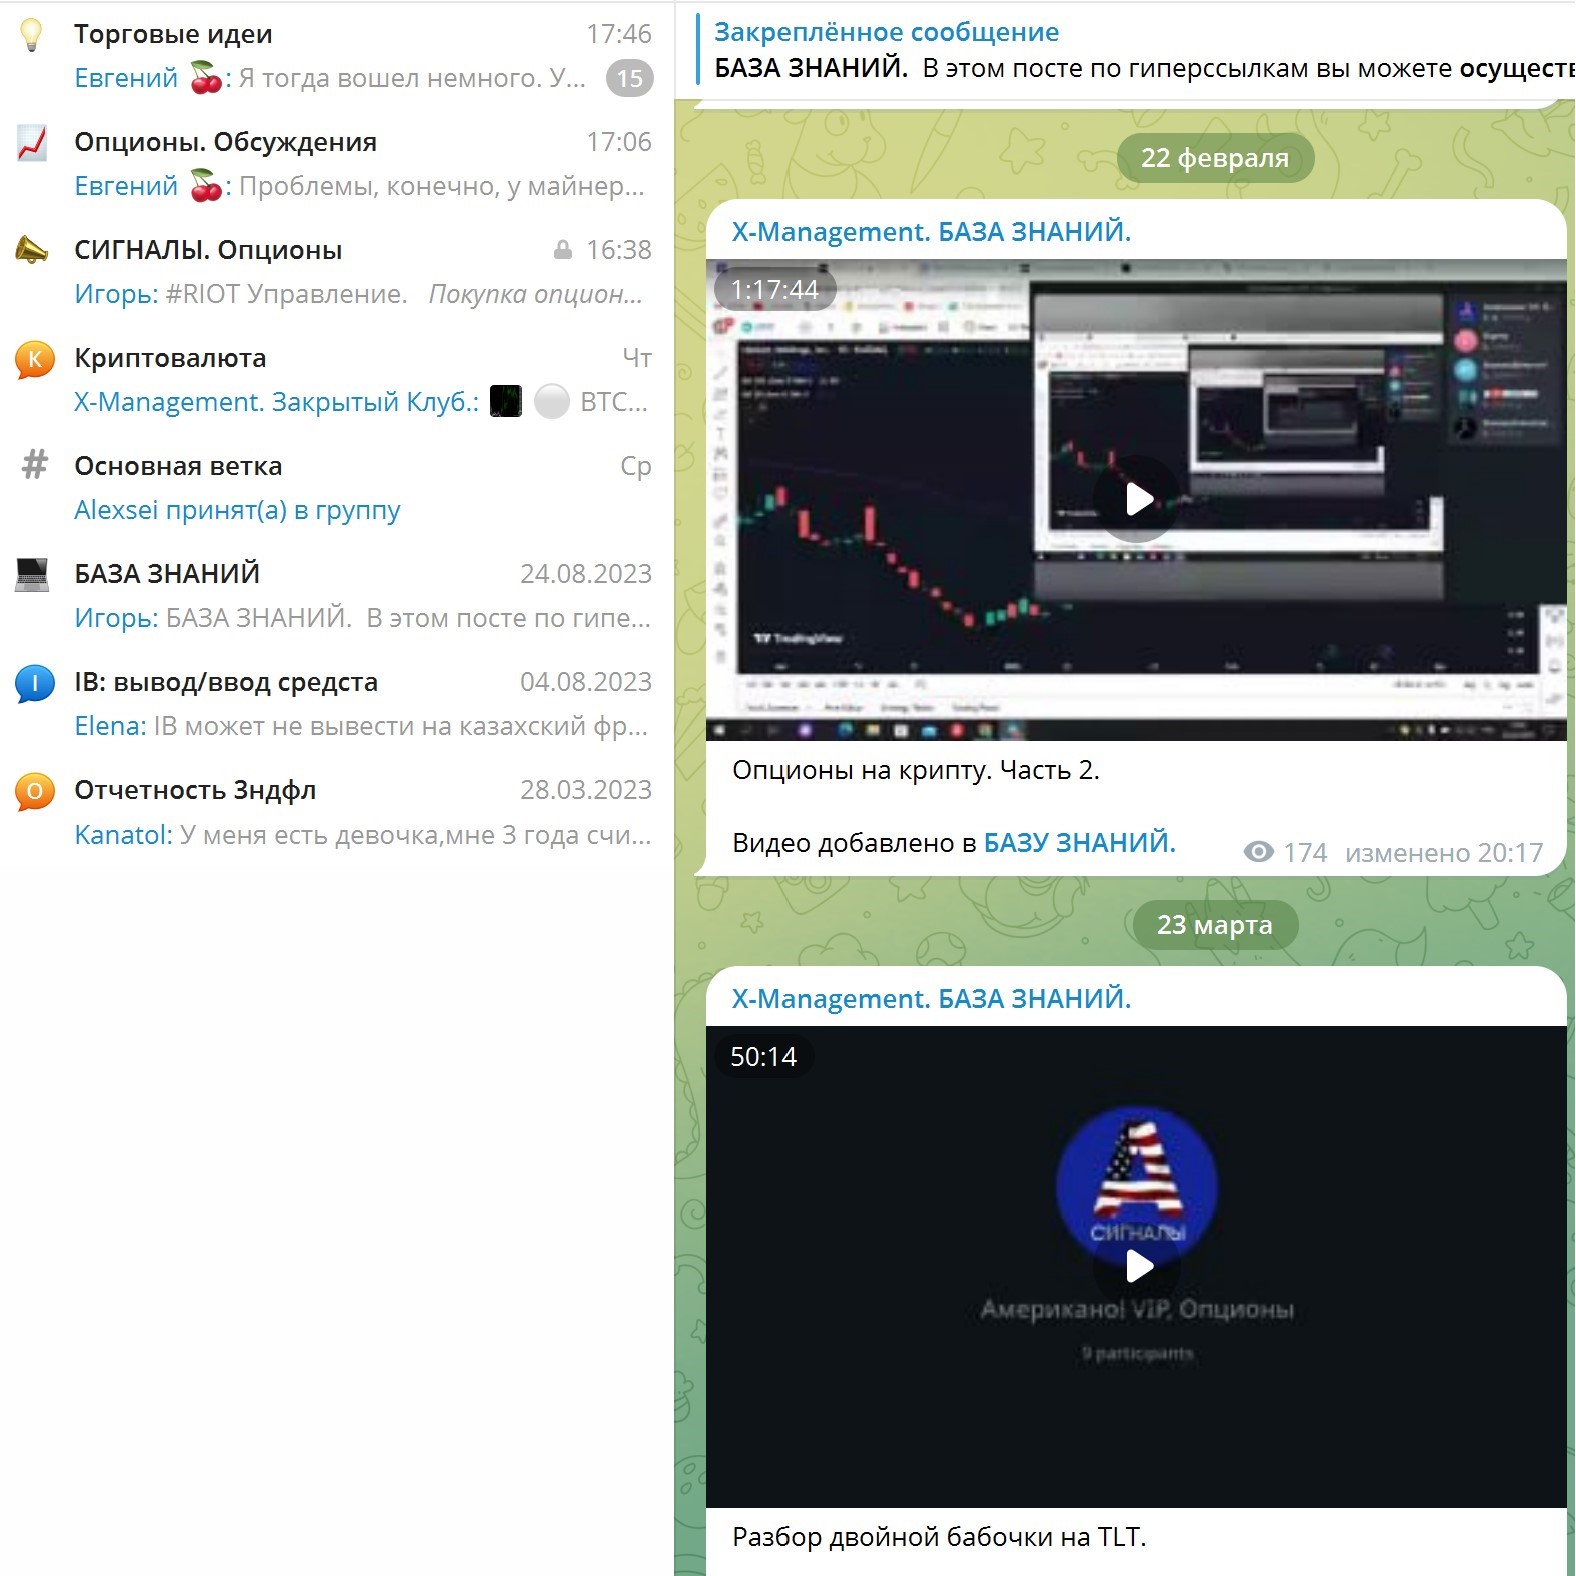 Торговые идеи 17:46
Евгений 🍒: Я тогда вошел немного. У... 15
Опционы. Обсуждения 17:06
Евгений 🍒: Проблемы, конечно, у майнер...
СИГНАЛЫ. Опционы 16:38
Игорь: #RIOT Управление. Покупка опцион...
К
Криптовалюта Чт
X-Management. Закрытый Клуб.: BTC...
# Основная ветка Ср
Alexsei принят(а) в группу
БАЗА ЗНАНИЙ 24.08.2023
Игорь: БАЗА ЗНАНИЙ. В этом посте по гипе...
I
IB: вывод/ввод средста 04.08.2023
Elena: IB может не вывести на казахский фр...
О
Отчетность 3ндфл 28.03.2023
Kanatol: У меня есть девочка,мне 3 года счи...
Закреплённое сообщение
БАЗА ЗНАНИЙ. В этом посте по гиперссылкам вы можете осуществ
22 февраля
X-Management. БАЗА ЗНАНИЙ.
1:17:44
TradingView
Опционы на крипту. Часть 2.
Видео добавлено в БАЗУ ЗНАНИЙ.
174 изменено 20:17
23 марта
X-Management. БАЗА ЗНАНИЙ.
50:14
А
СИГНАЛЫ
Американо! VIP, Опционы
9 participants
Разбор двойной бабочки на TLT.